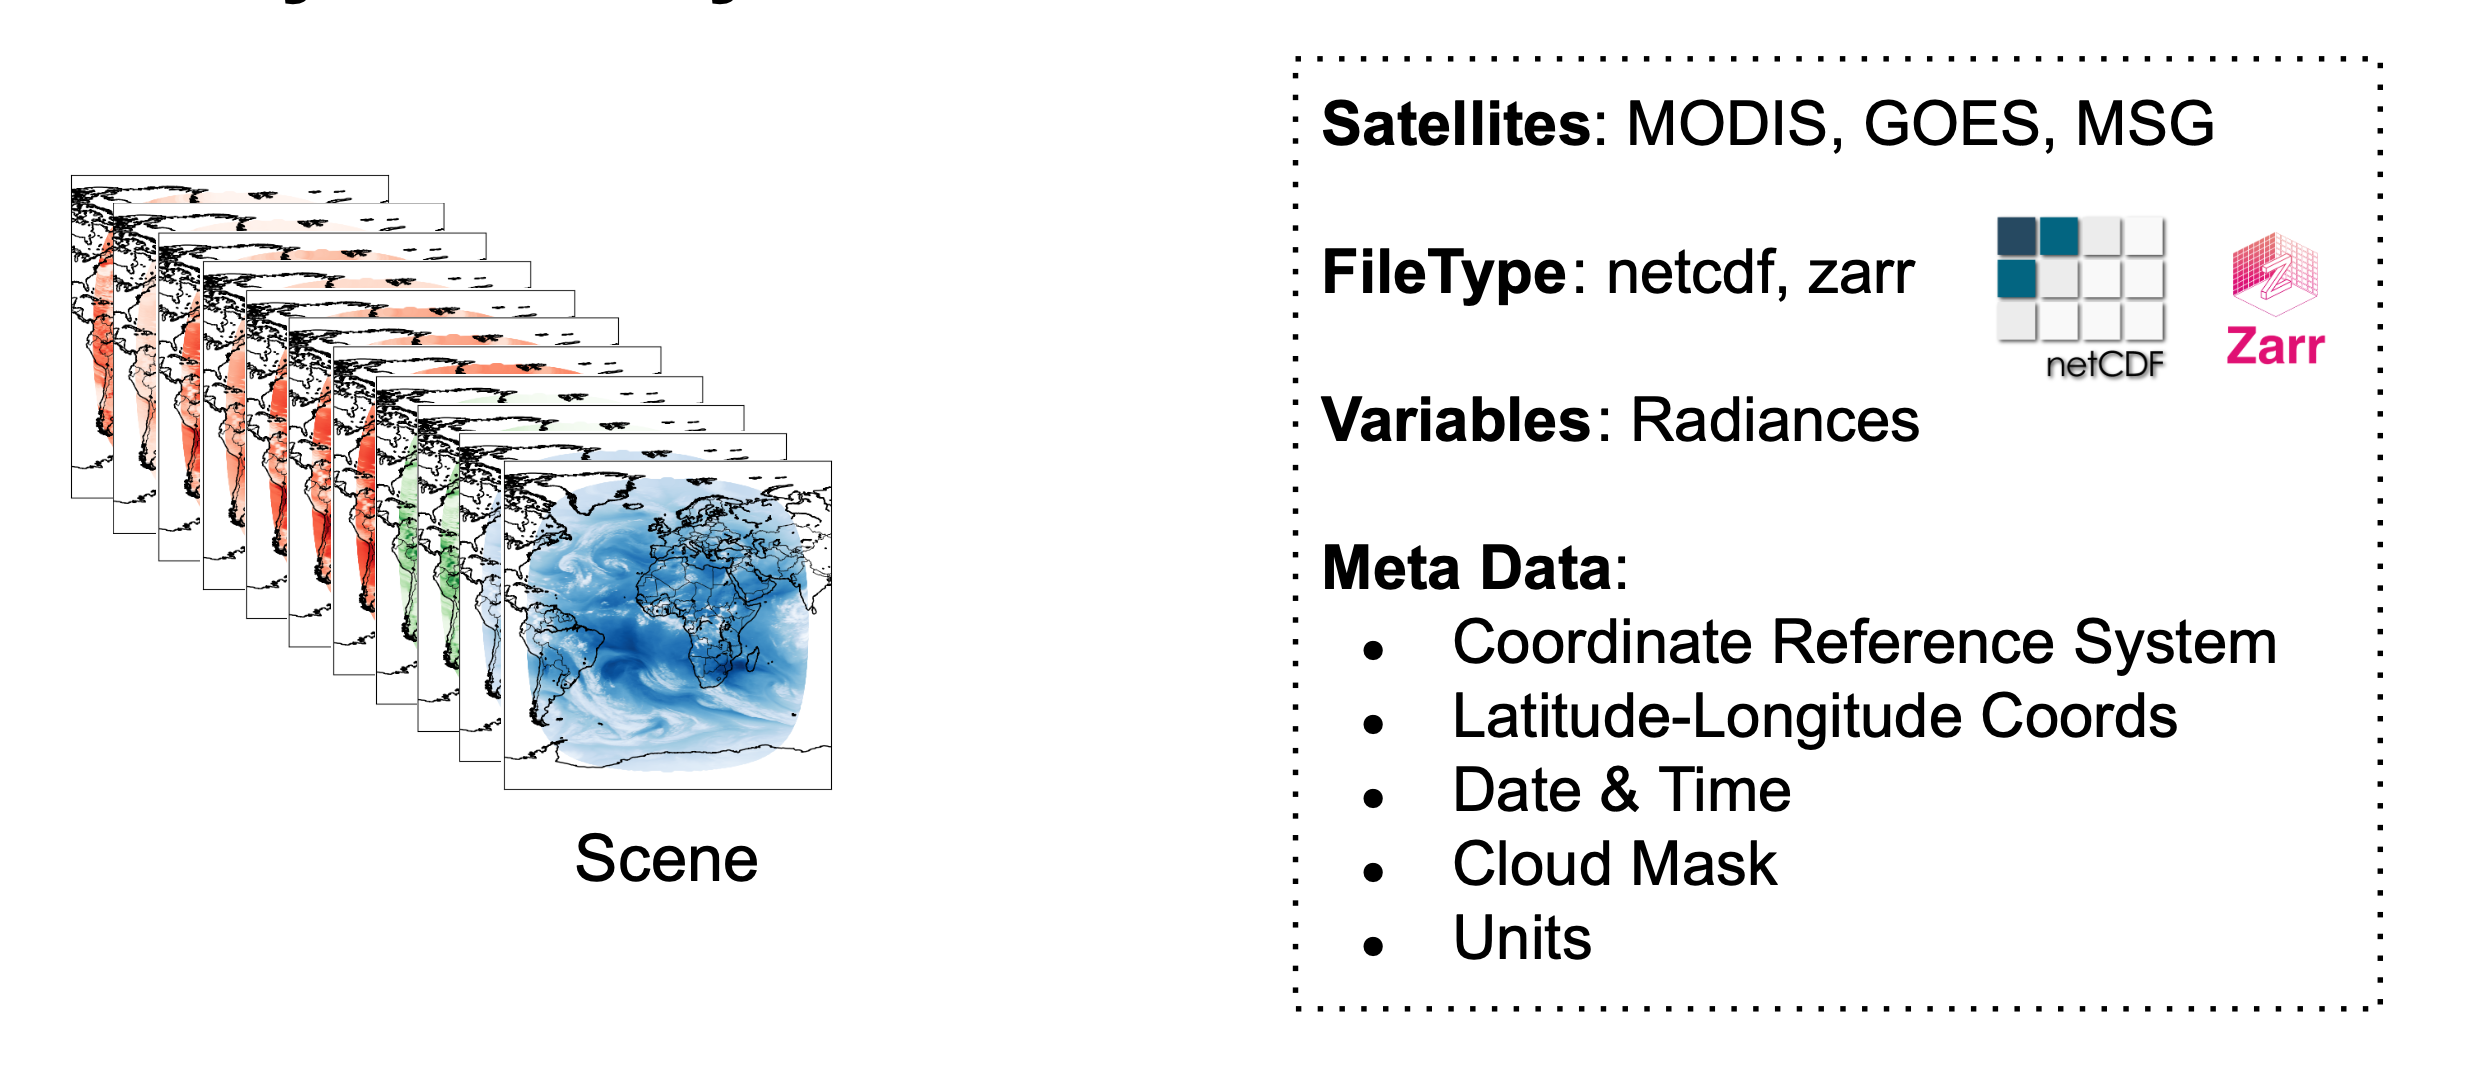 Satellites: MODIS, GOES, MSG
FileType: netcdf, zarr
netCDF
Zarr
Variables: Radiances
Meta Data:
● Coordinate Reference System
● Latitude-Longitude Coords
● Date & Time
● Cloud Mask
● Units
Scene